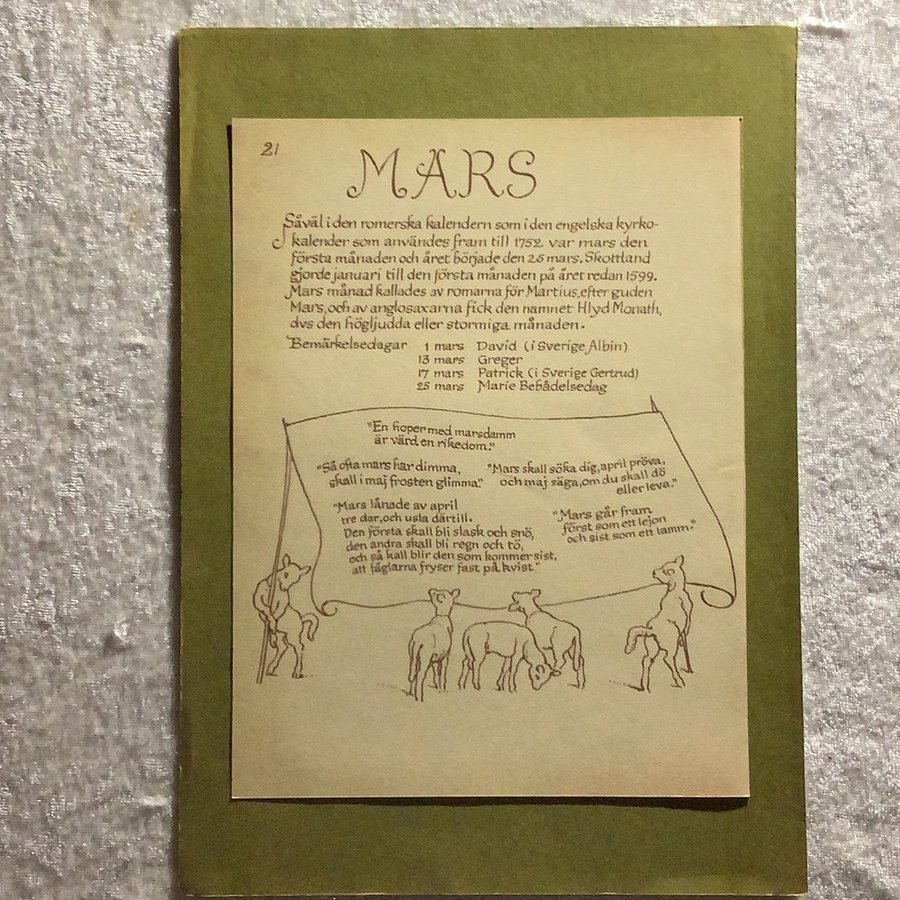 21
MARS
Såväl i den romerska kalendern som i den engelska kyrko-
kalender som användes fram till 1752 var mars den
första månaden och året började den 25 mars. Skottland
gjorde januari till den första månaden på året redan 1599.
Mars månad kallades av romarna för Martius, efter guden
Mars, och av anglosaxarna fick den namnet Hlyd Monath,
dvs den högljudda eller stormiga månaden.
Bemärkelsedagar 1 mars David (i Sverige Albin)
13 mars Greger
17 mars Patrick (i Sverige Gertrud)
25 mars Marie Bebådelsedag
"En hoper med marsdamm
är värd en rikedom."
"Så ofta mars har dimma,
skall i maj frosten glimma."
"Mars skall söka dig, april pröva,
och maj säga, om du skall dö
eller leva."
"Mars lånade av april
tre dar, och usla därtill.
Den första skall bli slask och snö,
den andra skall bli regn och tö,
och så kall blir den som kommer sist,
att fåglarna fryser fast på kvist."
"Mars går fram
först som ett lejon
och sist som ett lamm."